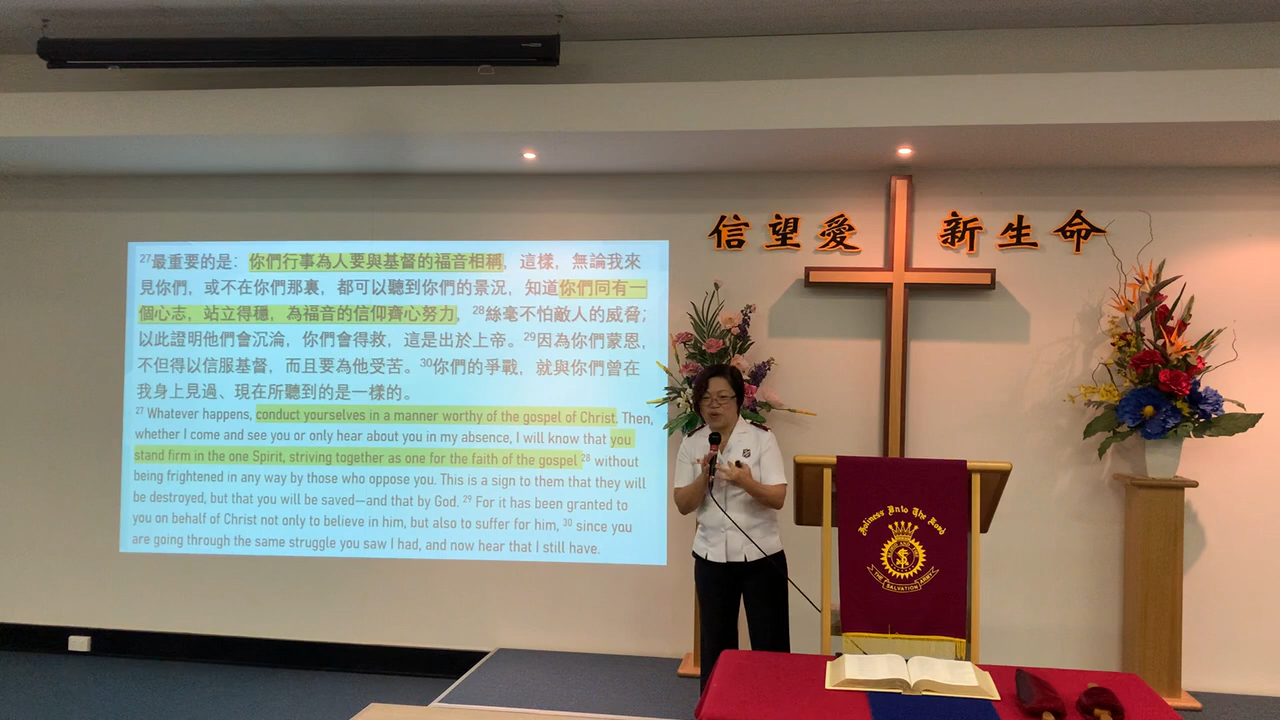 信望愛 新生命
27最重要的是：你們行事為人要與基督的福音相稱，這樣，無論我來
見你們，或不在你們那裏，都可以聽到你們的景況，知道你們同有一
個心志，站立得穩，為福音的信仰齊心努力，28絲毫不怕敵人的威脅；
以此證明他們會沉淪，你們會得救，這是出於上帝。29因為你們蒙恩，
不但得以信服基督，而且要為他受苦。30你們的爭戰，就與你們曾在
我身上見過、現在所聽到的是一樣的。
27 Whatever happens, conduct yourselves in a manner worthy of the gospel of Christ. Then,
whether I come and see you or only hear about you in my absence, I will know that you
stand firm in the one Spirit, striving together as one for the faith of the gospel 28 without
being frightened in any way by those who oppose you. This is a sign to them that they will
be destroyed, but that you will be saved—and that by God. 29 For it has been granted to
you on behalf of Christ not only to believe in him, but also to suffer for him, 30 since you
are going through the same struggle you saw I had, and now hear that I still have.
Holiness Unto The Lord
THE SALVATION ARMY